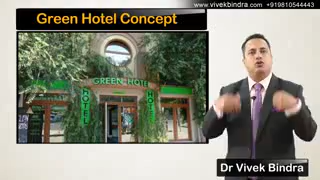 www.vivekbindra.com +919810544443
Green Hotel Concept
GREEN HOTEL
HOTEL
HOTEL
Dr Vivek Bindra